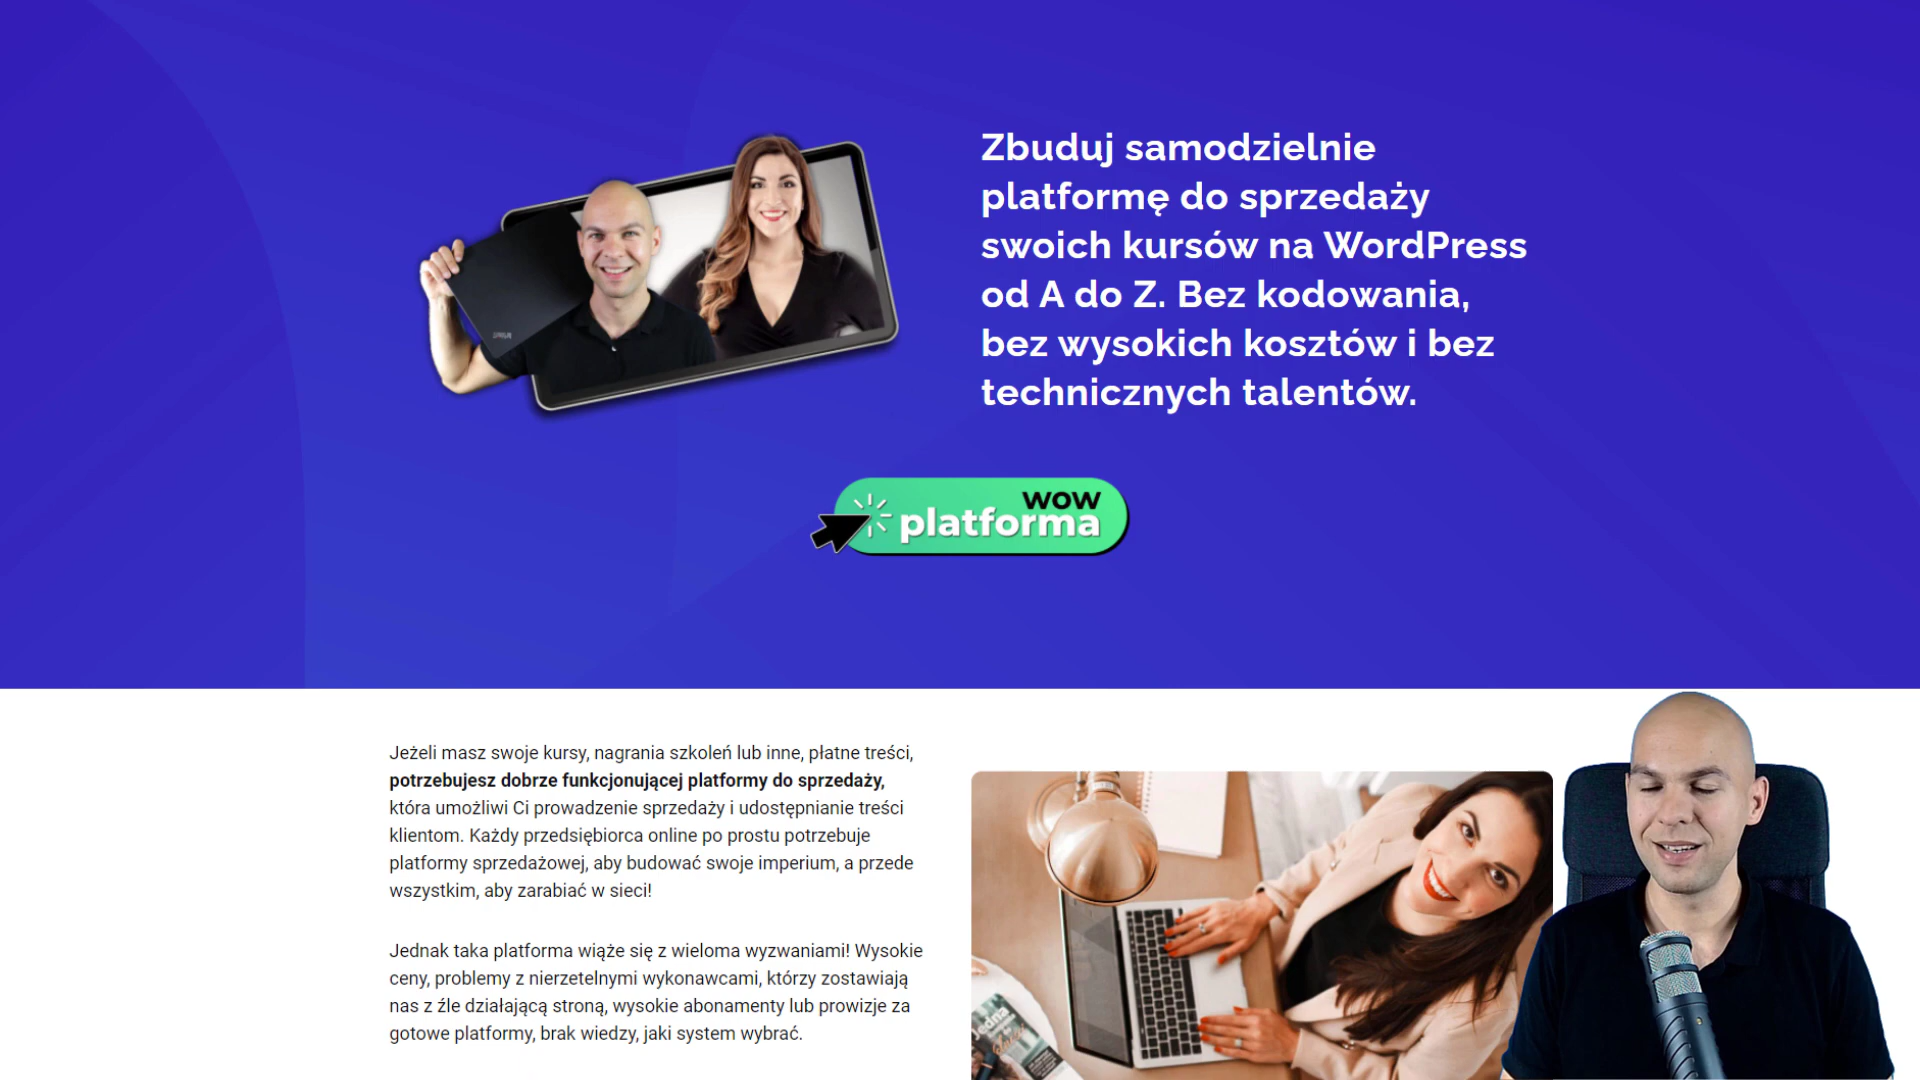 Zbuduj samodzielnie
platformę do sprzedaży
swoich kursów na WordPress
od A do Z. Bez kodowania,
bez wysokich kosztów i bez
technicznych talentów.
wow
platforma
Jeżeli masz swoje kursy, nagrania szkoleń lub inne, płatne treści,
potrzebujesz dobrze funkcjonującej platformy do sprzedaży,
która umożliwi Ci prowadzenie sprzedaży i udostępnianie treści
klientom. Każdy przedsiębiorca online po prostu potrzebuje
platformy sprzedażowej, aby budować swoje imperium, a przede
wszystkim, aby zarabiać w sieci!
Jednak taka platforma wiąże się z wieloma wyzwaniami! Wysokie
ceny, problemy z nierzetelnymi wykonawcami, którzy zostawiają
nas z źle działającą stroną, wysokie abonamenty lub prowizje za
gotowe platformy, brak wiedzy, jaki system wybrać.
Jedna